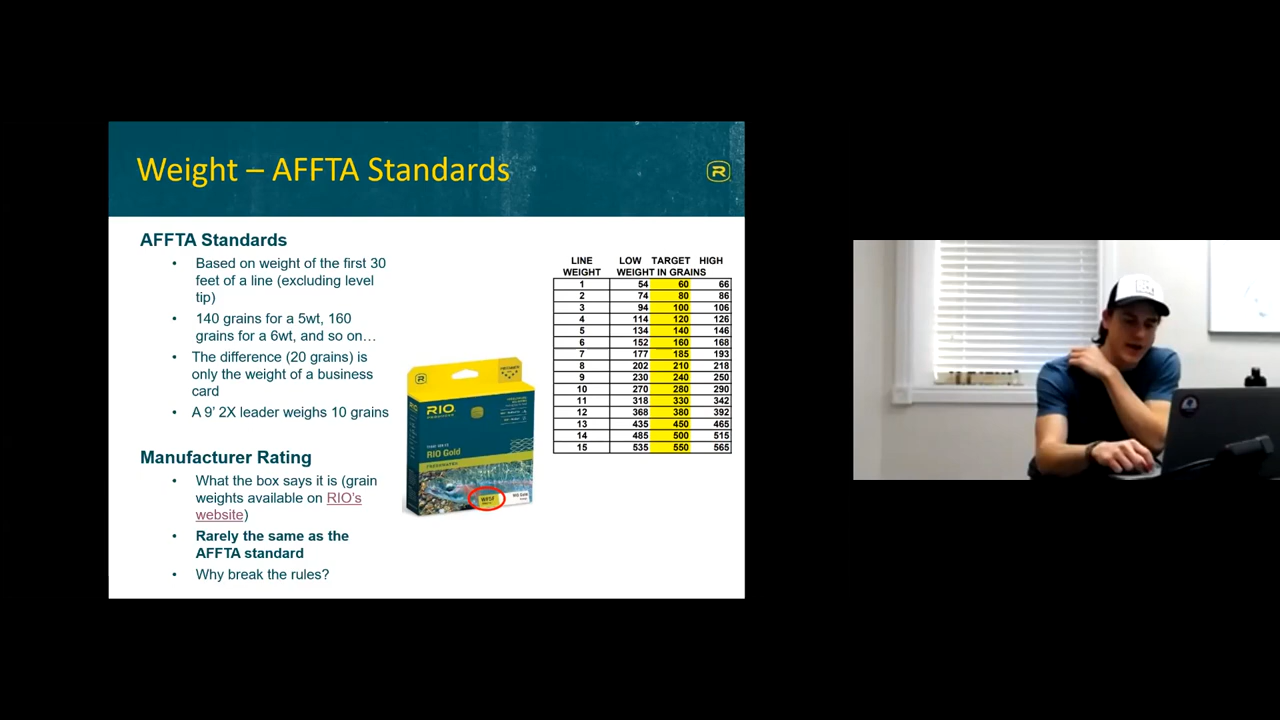 Weight – AFFTA Standards
AFFTA Standards
• Based on weight of the first 30
feet of a line (excluding level
tip)
• 140 grains for a 5wt, 160
grains for a 6wt, and so on…
• The difference (20 grains) is
only the weight of a business
card
• A 9’ 2X leader weighs 10 grains
Manufacturer Rating
• What the box says it is (grain
weights available on RIO’s
website)
• Rarely the same as the
AFFTA standard
• Why break the rules?
RIO
RIO Gold
LINE LOW TARGET HIGH
WEIGHT WEIGHT IN GRAINS
1 54 60 66
2 74 80 86
3 94 100 106
4 114 120 126
5 134 140 146
6 152 160 168
7 177 185 193
8 202 210 218
9 230 240 250
10 270 280 290
11 318 330 342
12 368 380 392
13 435 450 465
14 485 500 515
15 535 550 565